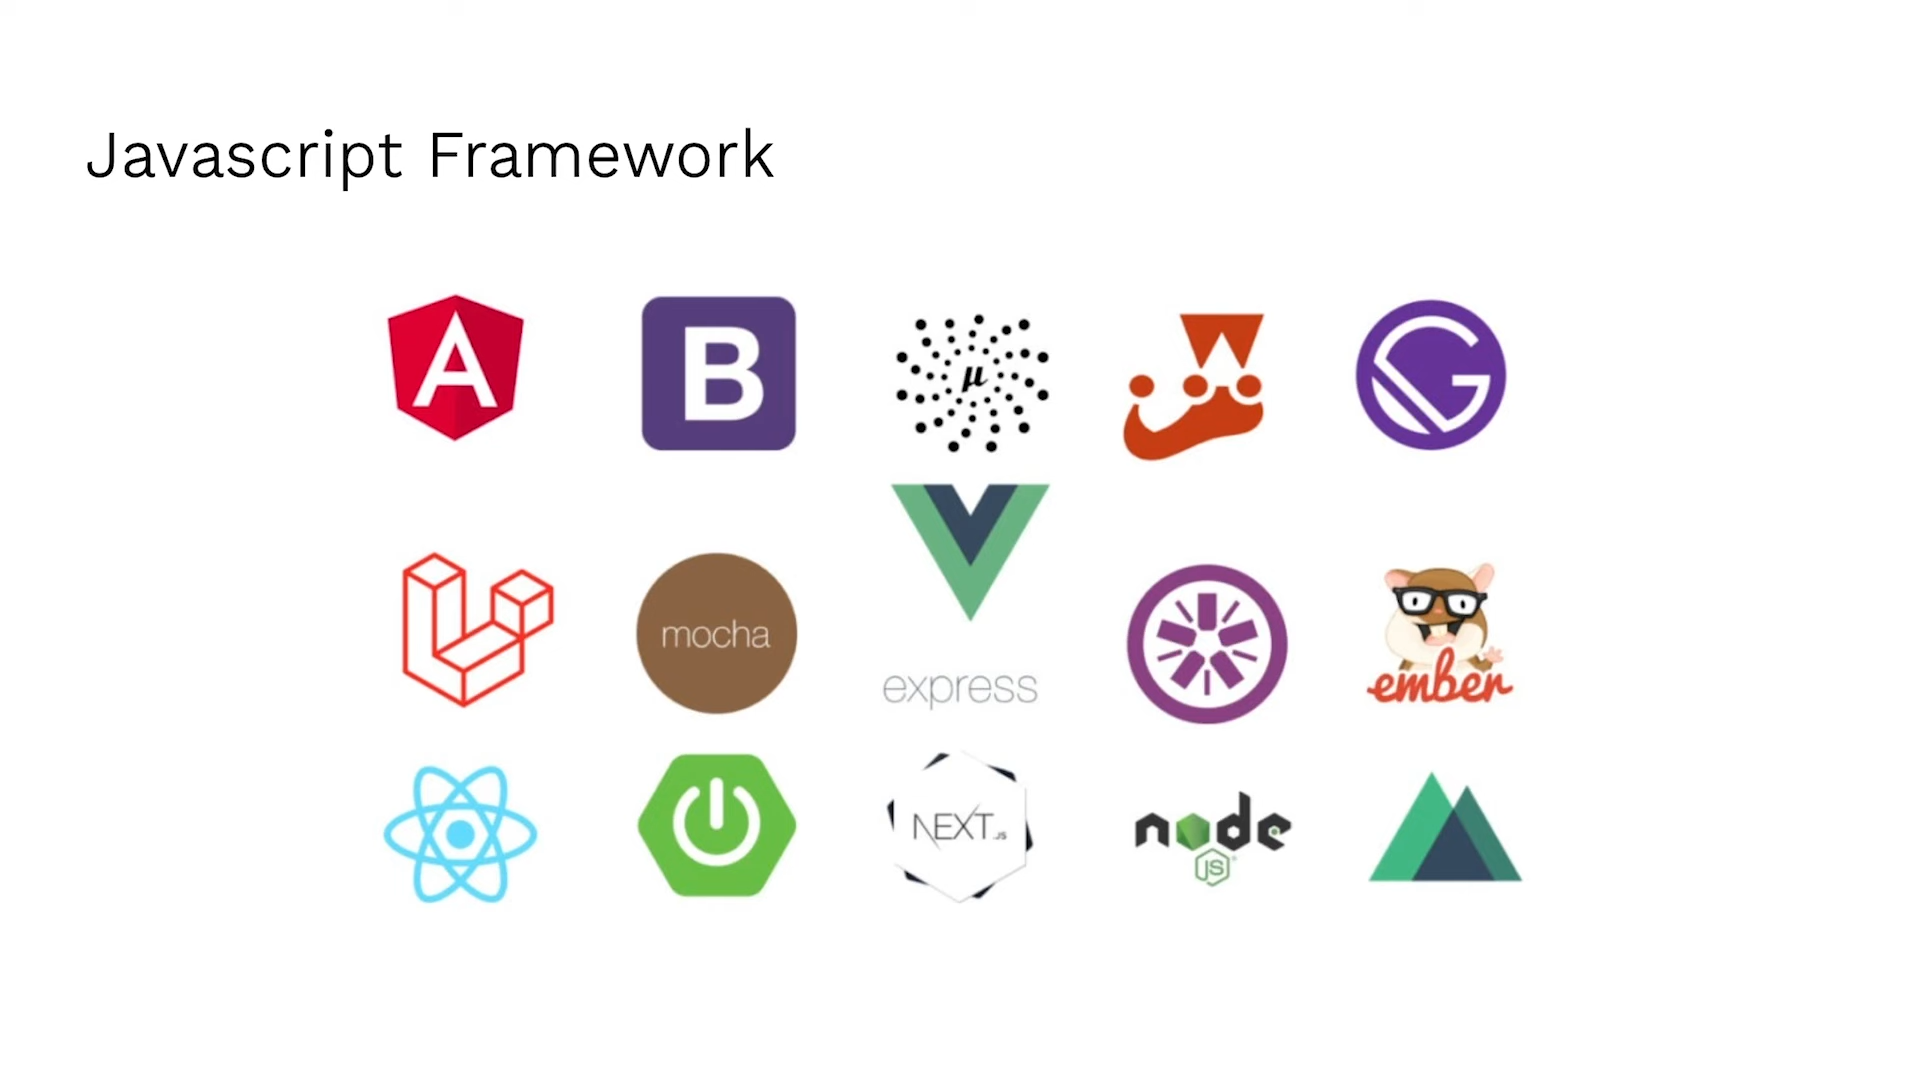 Javascript Framework
A
B
μ
G
mocha
express
ember
NEXT.JS
node
JS